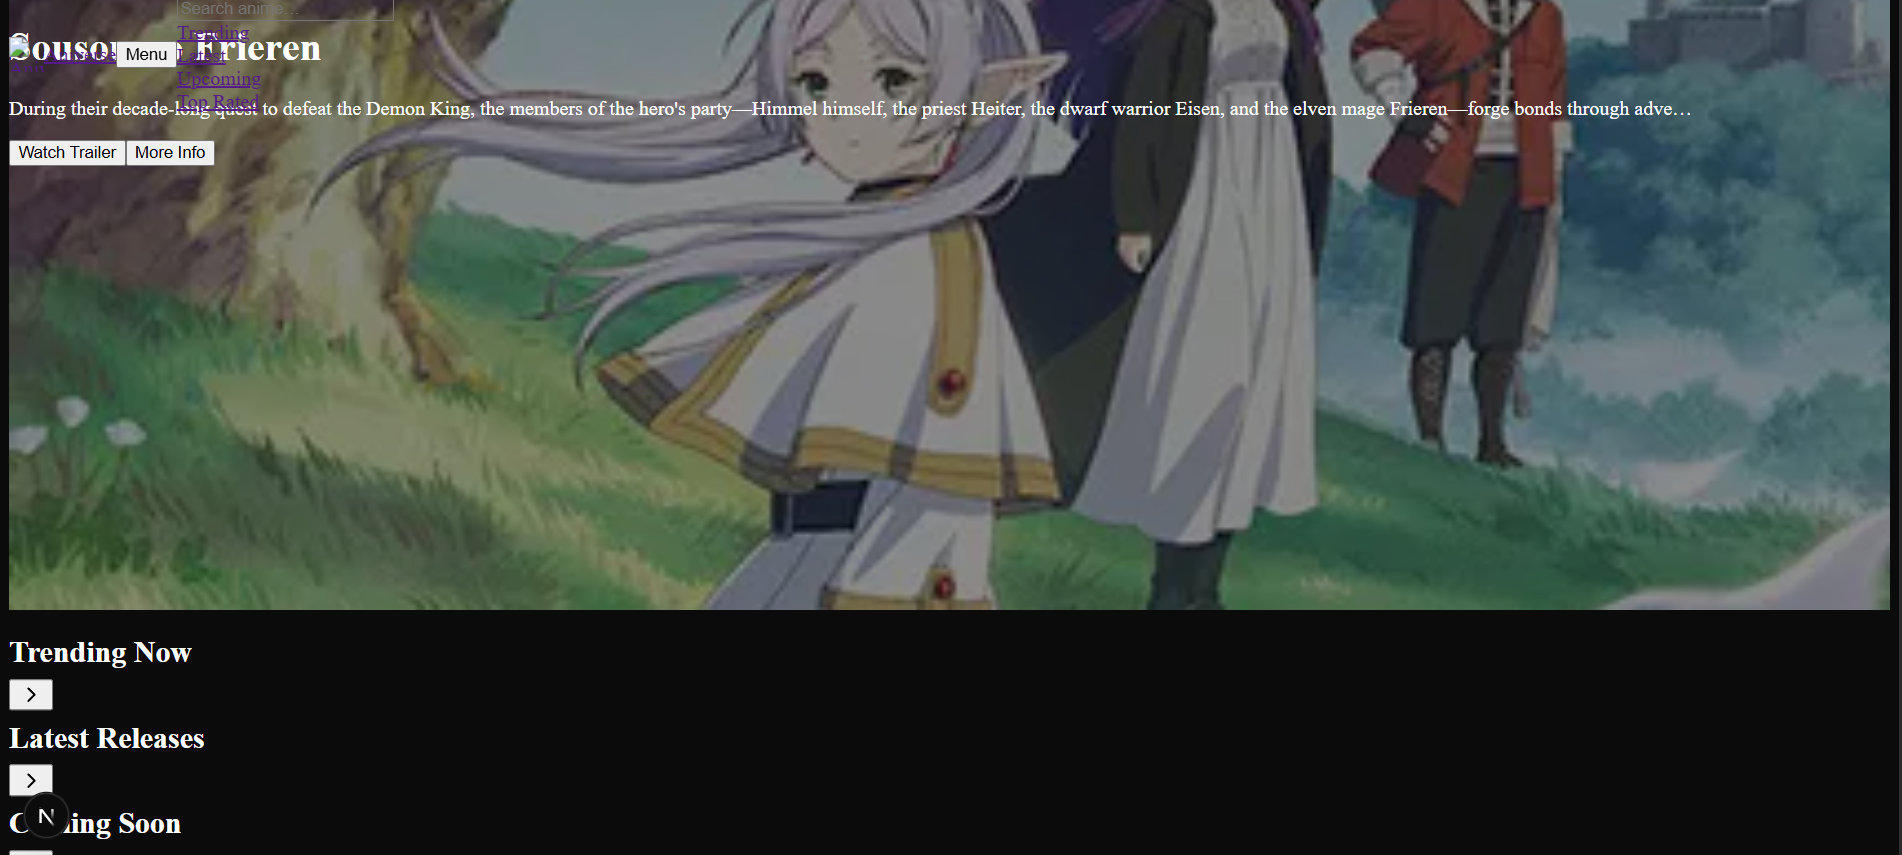 Search anime...
Trending
Sousou no Frieren
Aniverse
Menu
Latest
Upcoming
Top Rated
During their decade-long quest to defeat the Demon King, the members of the hero's party—Himmel himself, the priest Heiter, the dwarf warrior Eisen, and the elven mage Frieren—forge bonds through adve…
Watch Trailer
More Info
Trending Now
Latest Releases
N
Coming Soon